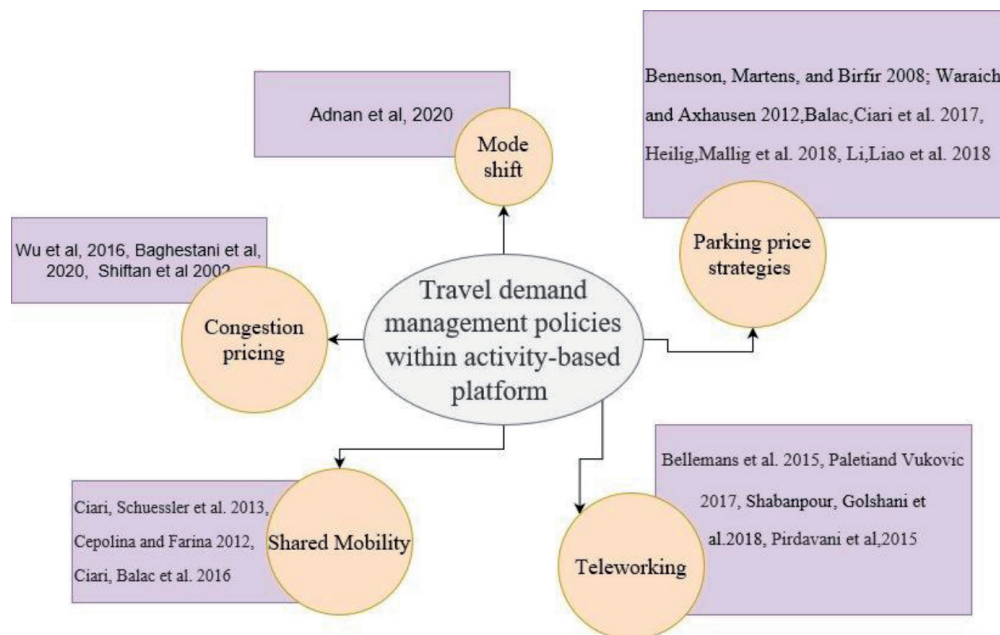 Adnan et al, 2020
Mode
shift
Benenson, Martens, and Birfir 2008; Waraich
and Axhausen 2012,Balac,Ciari et al. 2017,
Heilig,Mallig et al. 2018, Li,Liao et al. 2018
Parking price
strategies
Wu et al, 2016, Baghestani et al,
2020, Shiftan et al 2002
Congestion
pricing
Travel demand
management policies
within activity-based
platform
Ciari, Schuessler et al. 2013,
Cepolina and Farina 2012,
Ciari, Balac et al. 2016
Shared Mobility
Bellemans et al. 2015, Paletiand Vukovic
2017, Shabanpour, Golshani et
al.2018, Pirdavani et al,2015
Teleworking